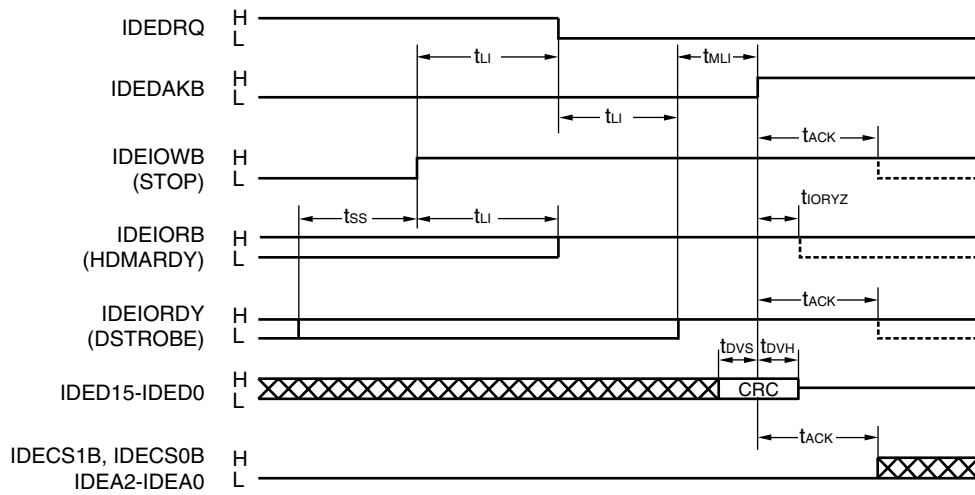 IDEDRQ
H
L
tLI
tMLI
IDEDAKB
H
L
tLI
tACK
IDEIOWB
(STOP)
H
L
tSS
tLI
tIORYZ
IDEIORB
(HDMARDY)
H
L
tACK
IDEIORDY
(DSTROBE)
H
L
tDVS
tDVH
IDED15-IDED0
H
L
CRC
tACK
IDECS1B, IDECS0B
IDEA2-IDEA0
H
L